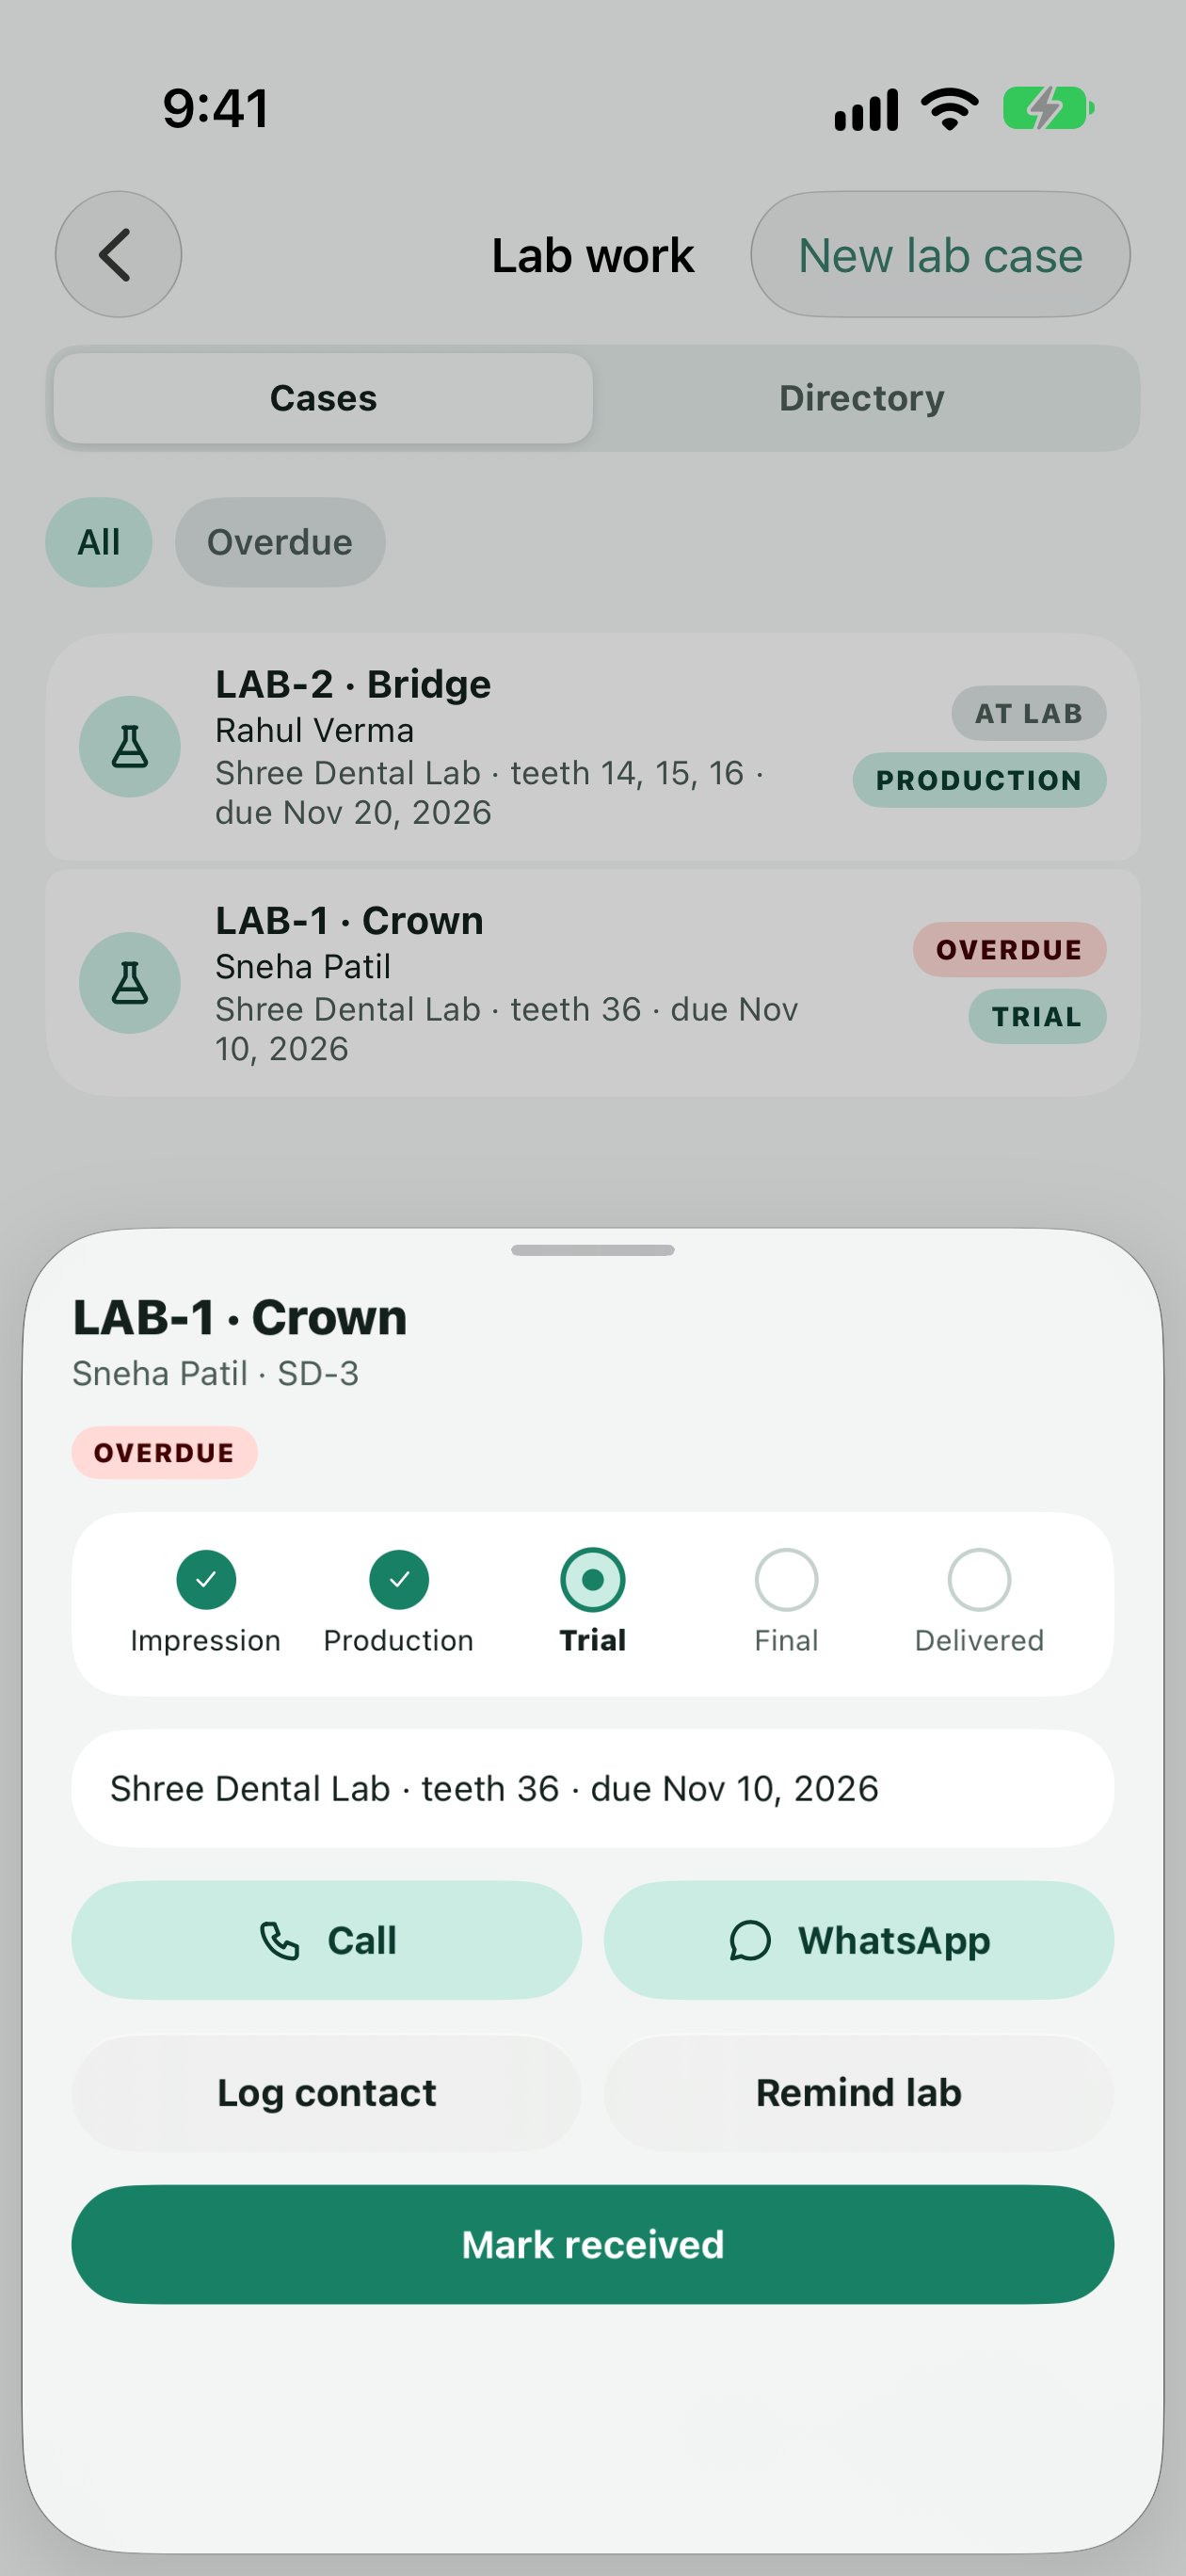 9:41
Lab work
New lab case
Cases
Directory
All
Overdue
LAB-2 · Bridge
Rahul Verma
Shree Dental Lab · teeth 14, 15, 16 ·
due Nov 20, 2026
AT LAB
PRODUCTION
LAB-1 · Crown
Sneha Patil
Shree Dental Lab · teeth 36 · due Nov
10, 2026
OVERDUE
TRIAL
LAB-1 · Crown
Sneha Patil · SD-3
OVERDUE
Impression
Production
Trial
Final
Delivered
Shree Dental Lab · teeth 36 · due Nov 10, 2026
Call
WhatsApp
Log contact
Remind lab
Mark received